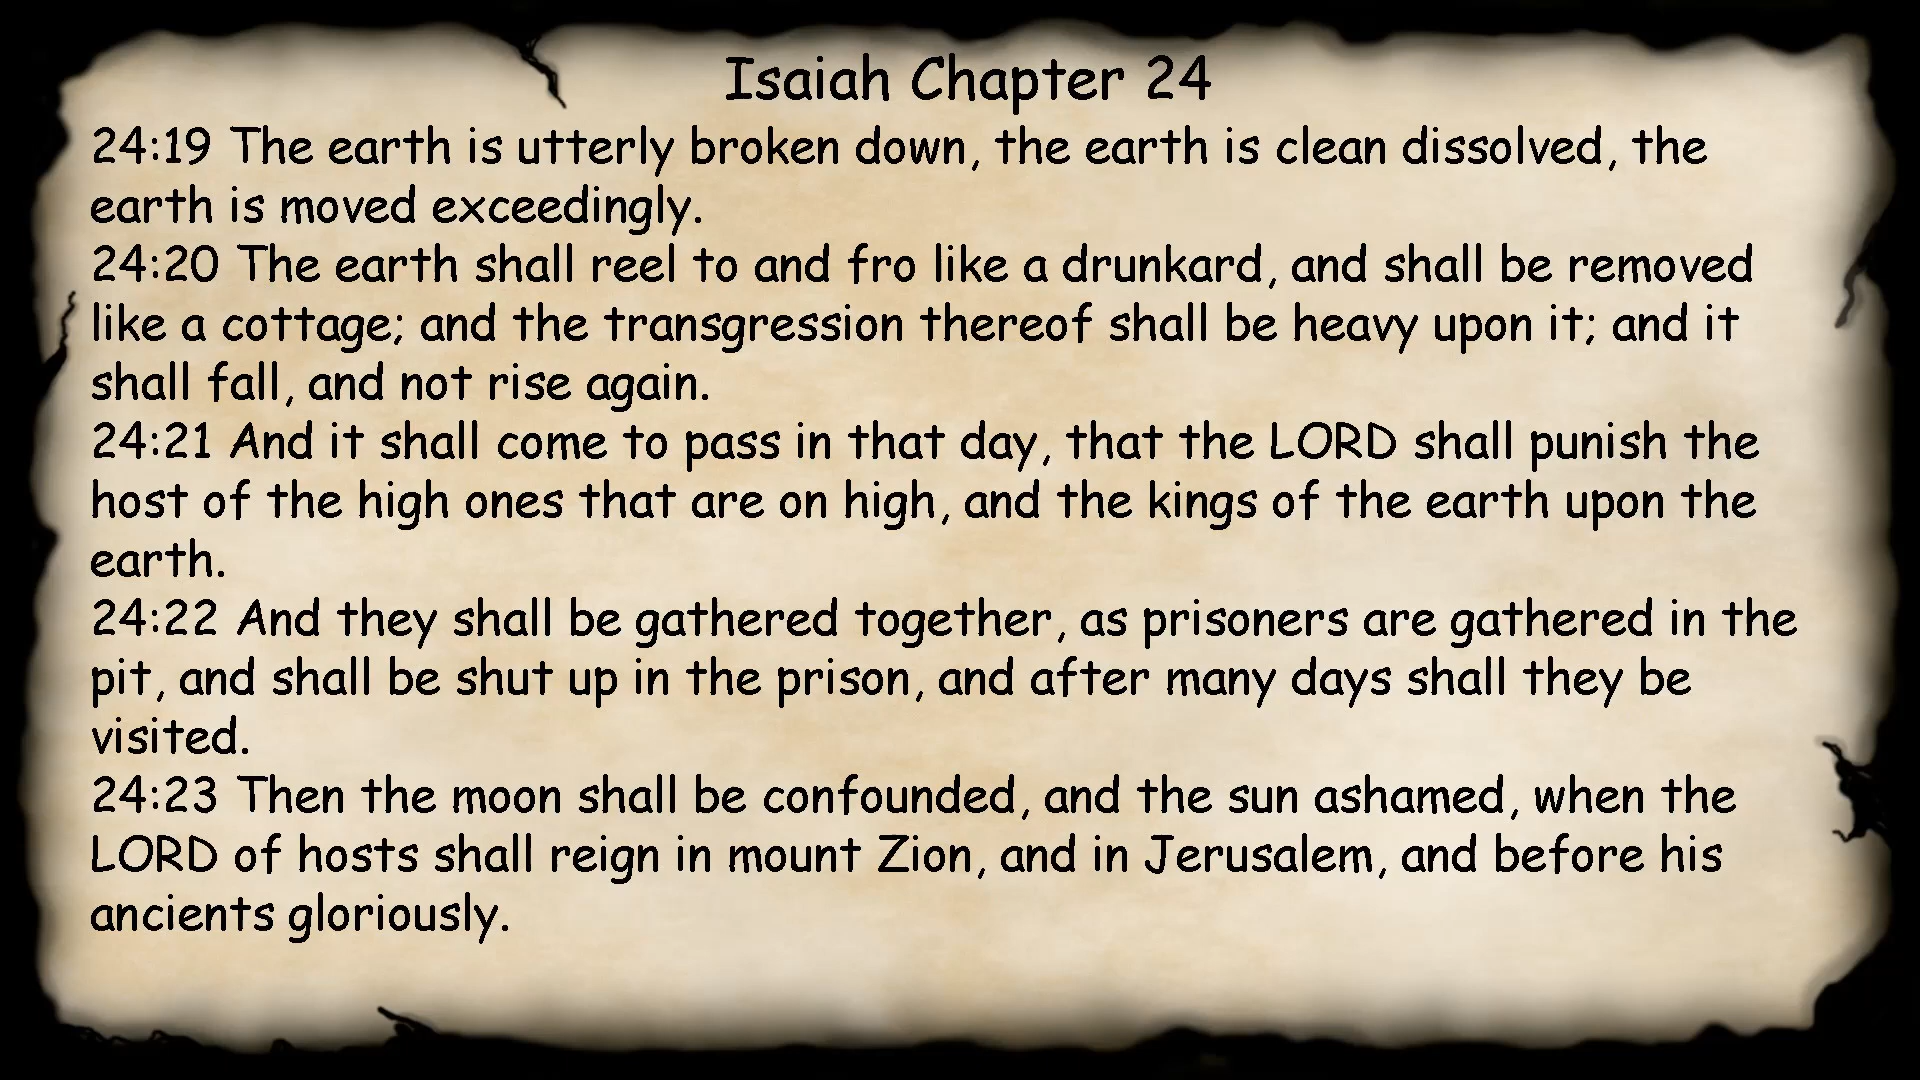 Isaiah Chapter 24
24:19 The earth is utterly broken down, the earth is clean dissolved, the
earth is moved exceedingly.
24:20 The earth shall reel to and fro like a drunkard, and shall be removed
like a cottage; and the transgression thereof shall be heavy upon it; and it
shall fall, and not rise again.
24:21 And it shall come to pass in that day, that the LORD shall punish the
host of the high ones that are on high, and the kings of the earth upon the
earth.
24:22 And they shall be gathered together, as prisoners are gathered in the
pit, and shall be shut up in the prison, and after many days shall they be
visited.
24:23 Then the moon shall be confounded, and the sun ashamed, when the
LORD of hosts shall reign in mount Zion, and in Jerusalem, and before his
ancients gloriously.